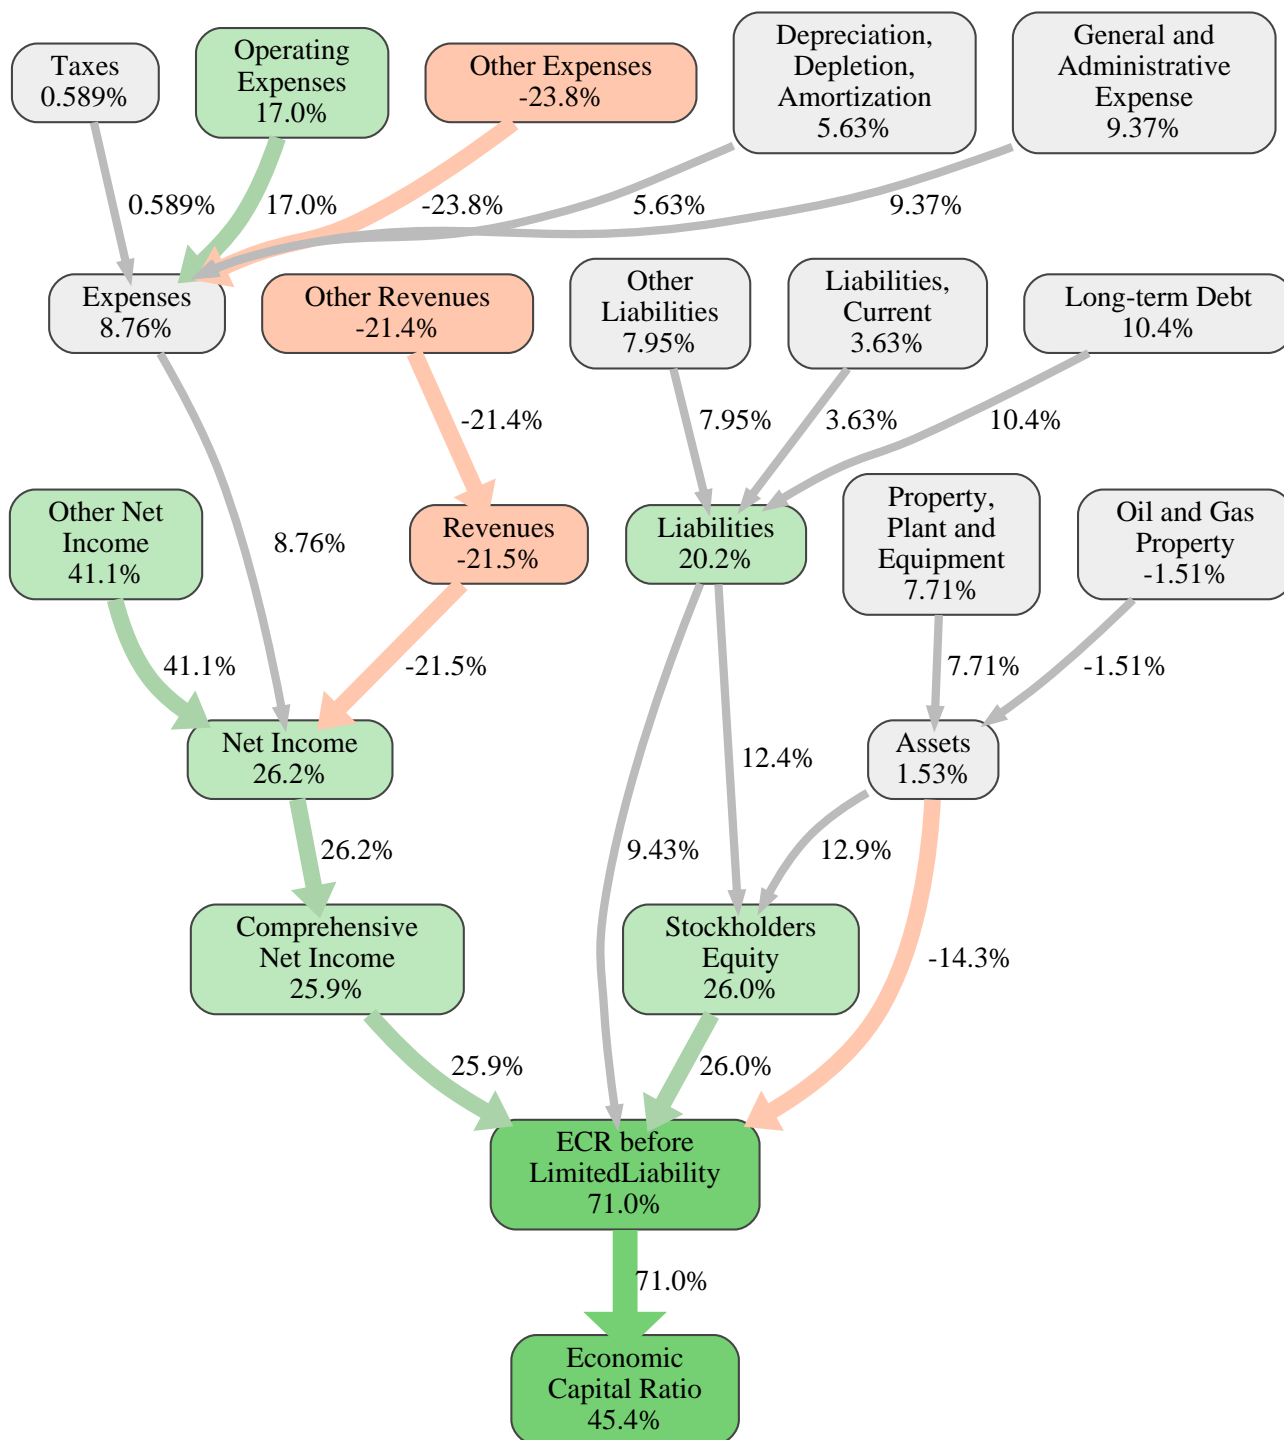 Taxes
0.589%
Operating
Expenses
17.0%
Other Expenses
-23.8%
Depreciation,
Depletion,
Amortization
5.63%
General and
Administrative
Expense
9.37%
0.589%
17.0%
-23.8%
5.63%
9.37%
Expenses
8.76%
Other Revenues
-21.4%
Other
Liabilities
7.95%
Liabilities,
Current
3.63%
Long-term Debt
10.4%
-21.4%
7.95%
3.63%
10.4%
Other Net
Income
41.1%
8.76%
Revenues
-21.5%
Liabilities
20.2%
Property,
Plant and
Equipment
7.71%
Oil and Gas
Property
-1.51%
41.1%
-21.5%
7.71%
-1.51%
Net Income
26.2%
12.4%
Assets
1.53%
26.2%
9.43%
12.9%
Comprehensive
Net Income
25.9%
Stockholders
Equity
26.0%
-14.3%
25.9%
26.0%
ECR before
LimitedLiability
71.0%
71.0%
Economic
Capital Ratio
45.4%